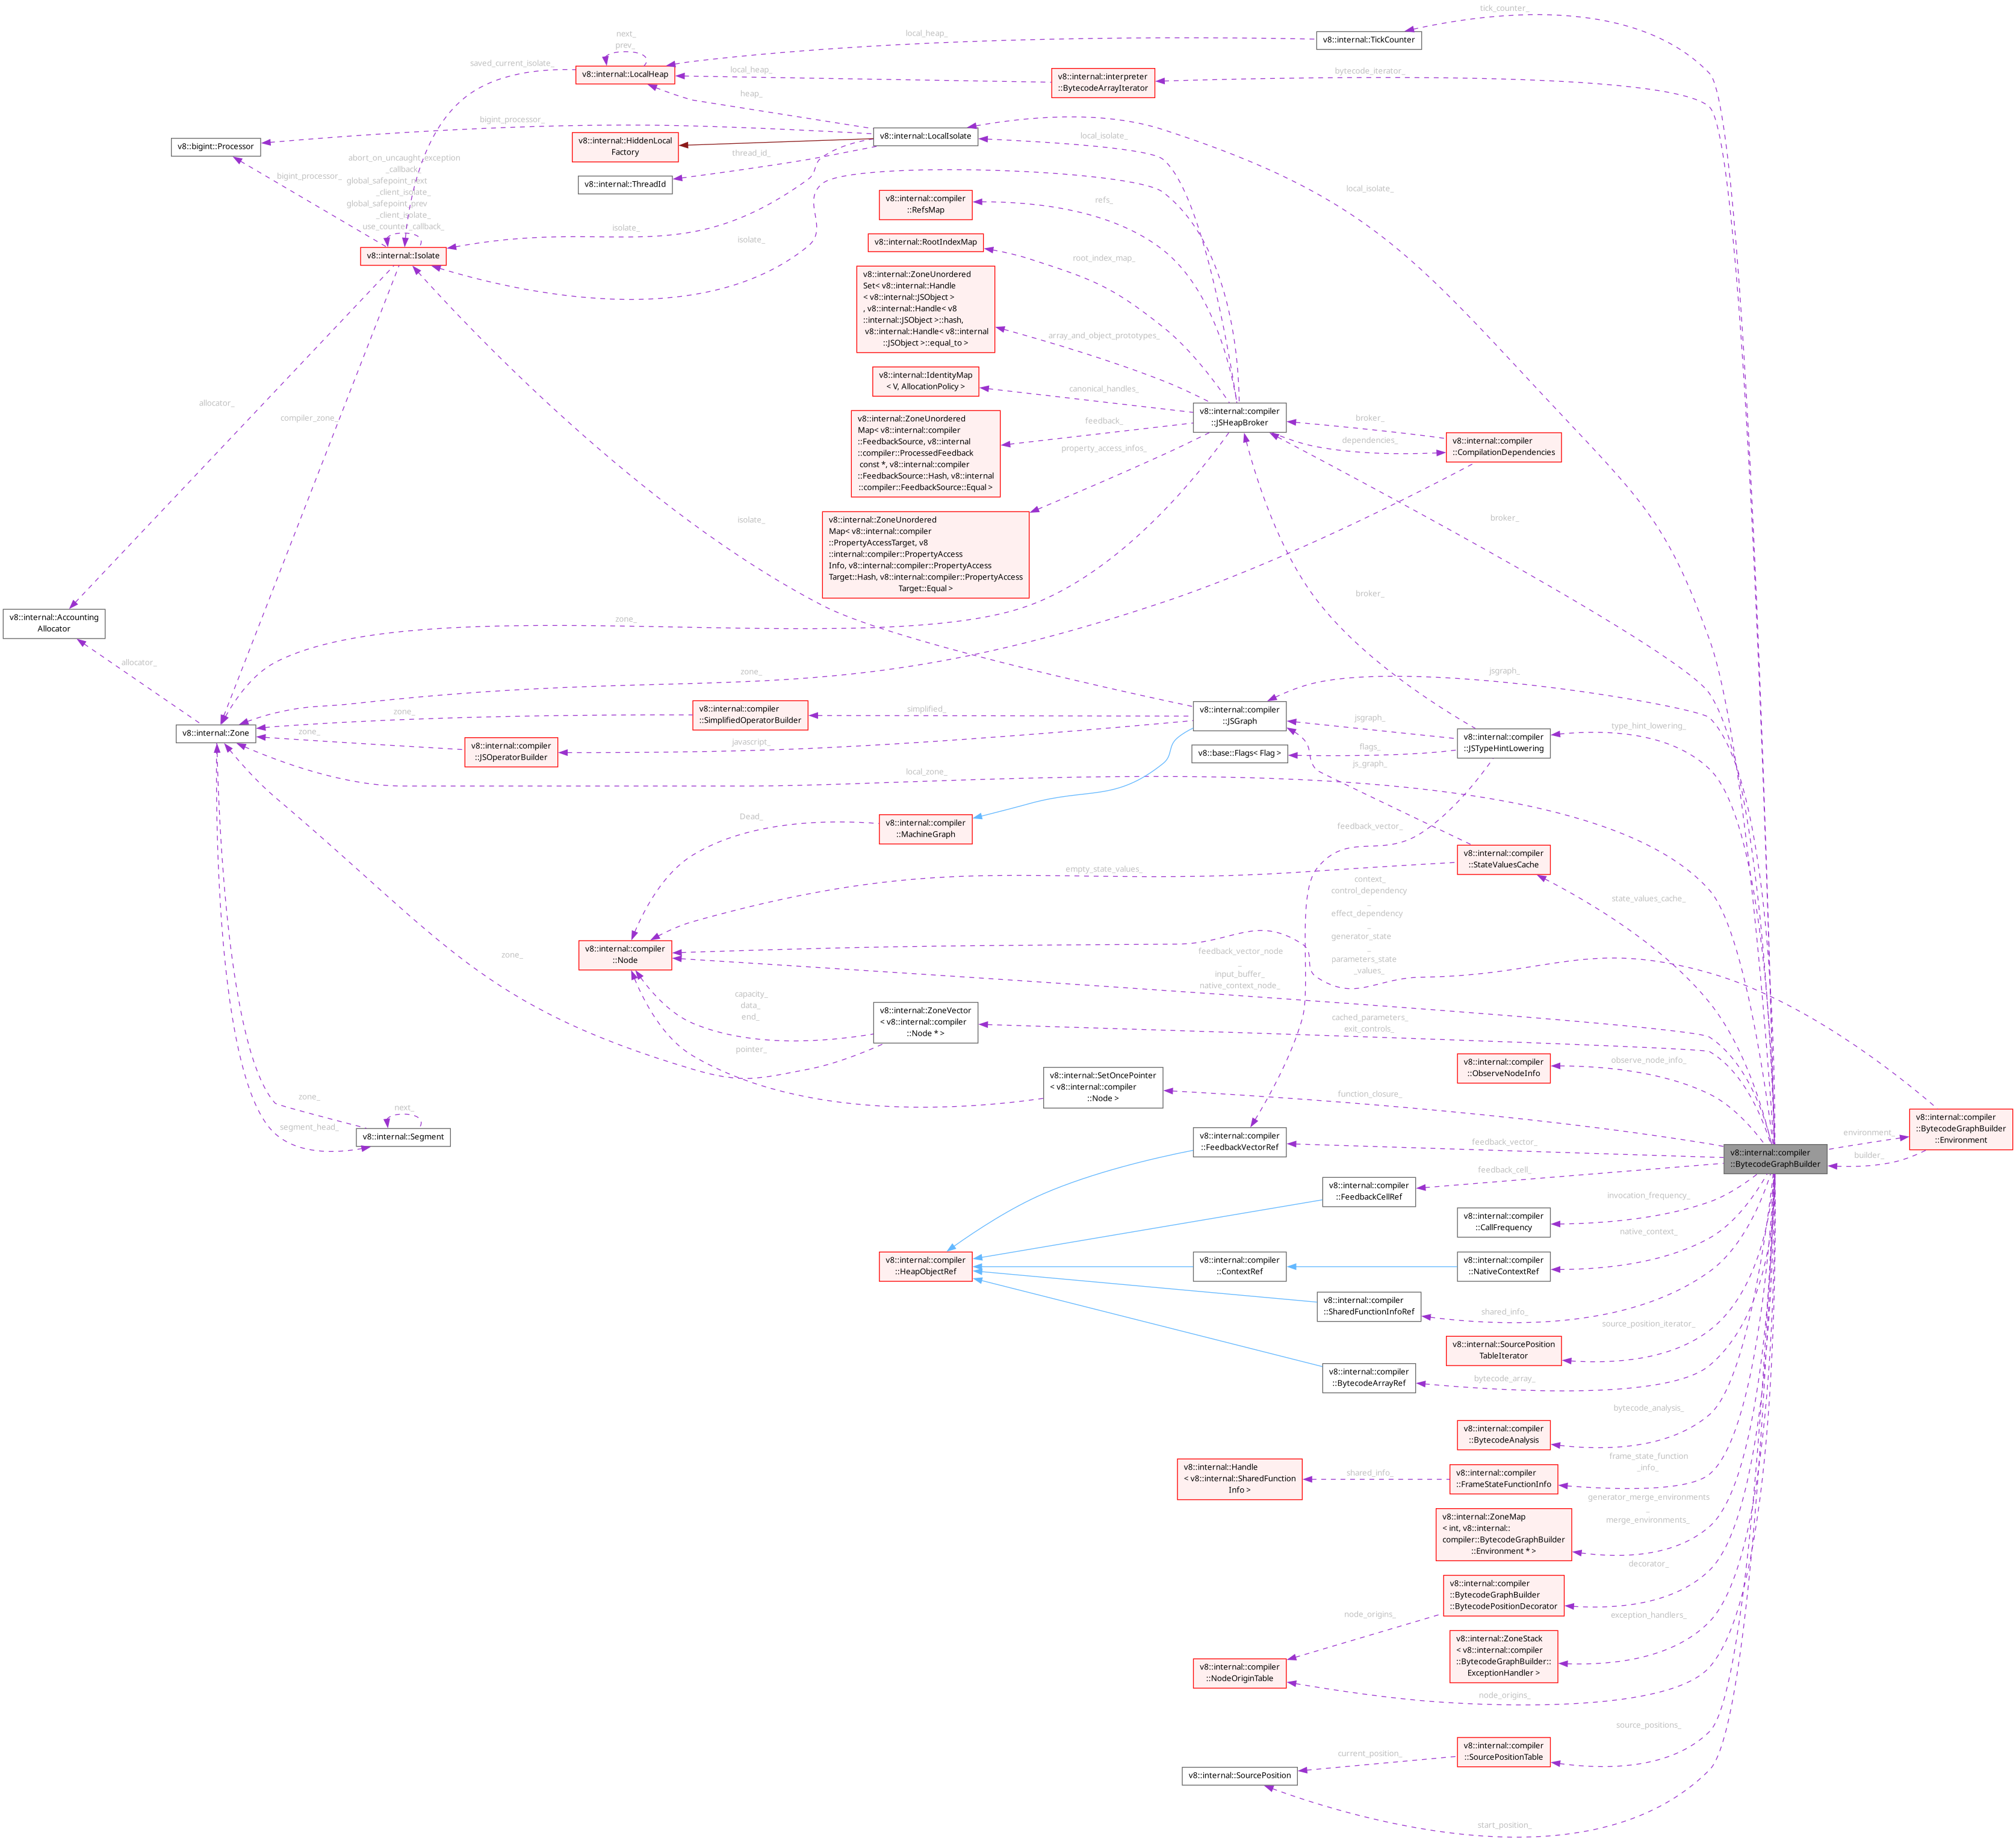 tick_counter_
next_
prev_
local_heap_
v8::internal::TickCounter
saved_current_isolate_
v8::internal::LocalHeap
local_heap_
v8::internal::interpreter
::BytecodeArrayIterator
bytecode_iterator_
heap_
bigint_processor_
v8::bigint::Processor
v8::internal::HiddenLocal
Factory
v8::internal::LocalIsolate
local_isolate_
thread_id_
v8::internal::ThreadId
abort_on_uncaught_exception
_callback_
global_safepoint_next
_client_isolate_
global_safepoint_prev
_client_isolate_
use_counter_callback_
bigint_processor_
v8::internal::Isolate
isolate_
isolate_
local_isolate_
v8::internal::compiler
::RefsMap
refs_
v8::internal::RootIndexMap
root_index_map_
v8::internal::ZoneUnordered
Set< v8::internal::Handle
< v8::internal::JSObject >
, v8::internal::Handle< v8
::internal::JSObject >::hash,
v8::internal::Handle< v8::internal
::JSObject >::equal_to >
array_and_object_prototypes_
v8::internal::IdentityMap
< V, AllocationPolicy >
canonical_handles_
v8::internal::compiler
::JSHeapBroker
broker_
dependencies_
v8::internal::compiler
::CompilationDependencies
v8::internal::ZoneUnordered
Map< v8::internal::compiler
::FeedbackSource, v8::internal
::compiler::ProcessedFeedback
const *, v8::internal::compiler
::FeedbackSource::Hash, v8::internal
::compiler::FeedbackSource::Equal >
feedback_
property_access_infos_
v8::internal::ZoneUnordered
Map< v8::internal::compiler
::PropertyAccessTarget, v8
::internal::compiler::PropertyAccess
Info, v8::internal::compiler::PropertyAccess
Target::Hash, v8::internal::compiler::PropertyAccess
Target::Equal >
allocator_
compiler_zone_
isolate_
broker_
broker_
v8::internal::Accounting
Allocator
allocator_
zone_
zone_
v8::internal::Zone
zone_
v8::internal::compiler
::SimplifiedOperatorBuilder
simplified_
zone_
v8::internal::compiler
::JSOperatorBuilder
javascript_
v8::internal::compiler
::JSGraph
jsgraph_
jsgraph_
v8::internal::compiler
::JSTypeHintLowering
type_hint_lowering_
v8::base::Flags< Flag >
flags_
js_graph_
local_zone_
Dead_
v8::internal::compiler
::MachineGraph
feedback_vector_
v8::internal::compiler
::StateValuesCache
state_values_cache_
empty_state_values_
context_
control_dependency
_
effect_dependency
_
generator_state
_
parameters_state
_values_
v8::internal::compiler
::Node
zone_
feedback_vector_node
_
input_buffer_
native_context_node_
capacity_
data_
end_
v8::internal::ZoneVector
< v8::internal::compiler
::Node * >
cached_parameters_
exit_controls_
pointer_
v8::internal::SetOncePointer
< v8::internal::compiler
::Node >
function_closure_
v8::internal::compiler
::ObserveNodeInfo
observe_node_info_
zone_
segment_head_
next_
v8::internal::Segment
v8::internal::compiler
::FeedbackVectorRef
feedback_vector_
v8::internal::compiler
::BytecodeGraphBuilder
environment_
builder_
v8::internal::compiler
::BytecodeGraphBuilder
::Environment
feedback_cell_
v8::internal::compiler
::FeedbackCellRef
v8::internal::compiler
::CallFrequency
invocation_frequency_
v8::internal::compiler
::HeapObjectRef
v8::internal::compiler
::ContextRef
v8::internal::compiler
::NativeContextRef
native_context_
v8::internal::compiler
::SharedFunctionInfoRef
shared_info_
v8::internal::SourcePosition
TableIterator
source_position_iterator_
v8::internal::compiler
::BytecodeArrayRef
bytecode_array_
v8::internal::compiler
::BytecodeAnalysis
bytecode_analysis_
v8::internal::Handle
< v8::internal::SharedFunction
Info >
shared_info_
v8::internal::compiler
::FrameStateFunctionInfo
frame_state_function
_info_
v8::internal::ZoneMap
< int, v8::internal::
compiler::BytecodeGraphBuilder
::Environment * >
generator_merge_environments
_
merge_environments_
v8::internal::compiler
::BytecodeGraphBuilder
::BytecodePositionDecorator
decorator_
node_origins_
v8::internal::ZoneStack
< v8::internal::compiler
::BytecodeGraphBuilder::
ExceptionHandler >
exception_handlers_
v8::internal::compiler
::NodeOriginTable
node_origins_
v8::internal::compiler
::SourcePositionTable
source_positions_
current_position_
v8::internal::SourcePosition
start_position_